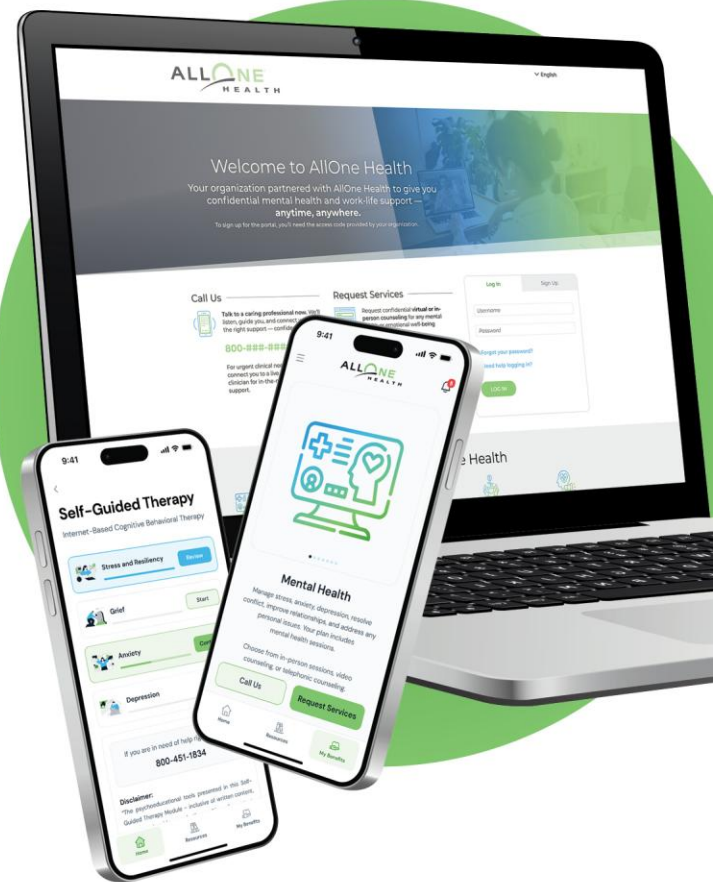 ALLONE
HEALTH
English
Welcome to AllOne Health
Your organization partnered with AllOne Health to give you
confidential mental health and work-life support —
anytime, anywhere.
To sign up for the portal, you'll need the access code provided by your organization.
Call Us
Talk to a caring professional now. We'll
listen, guide you, and connect
the right support — confid
800-###-###
For urgent clinical
connect you to a live,
clinician for in-the-
support.
Request Services
Request confidential virtual or in-
person counseling for any mental
emotional well-being
Log In
Sign Up
Username
Password
Forgot your password?
Need help logging in?
LOG IN
Health
9:41
ALLONE
HEALTH
Mental Health
Manage stress, anxiety, depression, resolve
conflict, improve relationships, and address any
personal issues. Your plan includes
mental health sessions.
Choose from in-person sessions, video
counseling, or telephonic counseling.
Call Us
Request Services
Home
Resources
My Benefits
9:41
Self-Guided Therapy
Internet-Based Cognitive Behavioral Therapy
Stress and Resiliency
Review
Grief
Start
Anxiety
Depression
If you are in need of help
800-451-1834
Disclaimer:
"The psychoeducational tools presented in this Self-
Guided Therapy Module – inclusive of written content,
Home
Resources
My Benefits